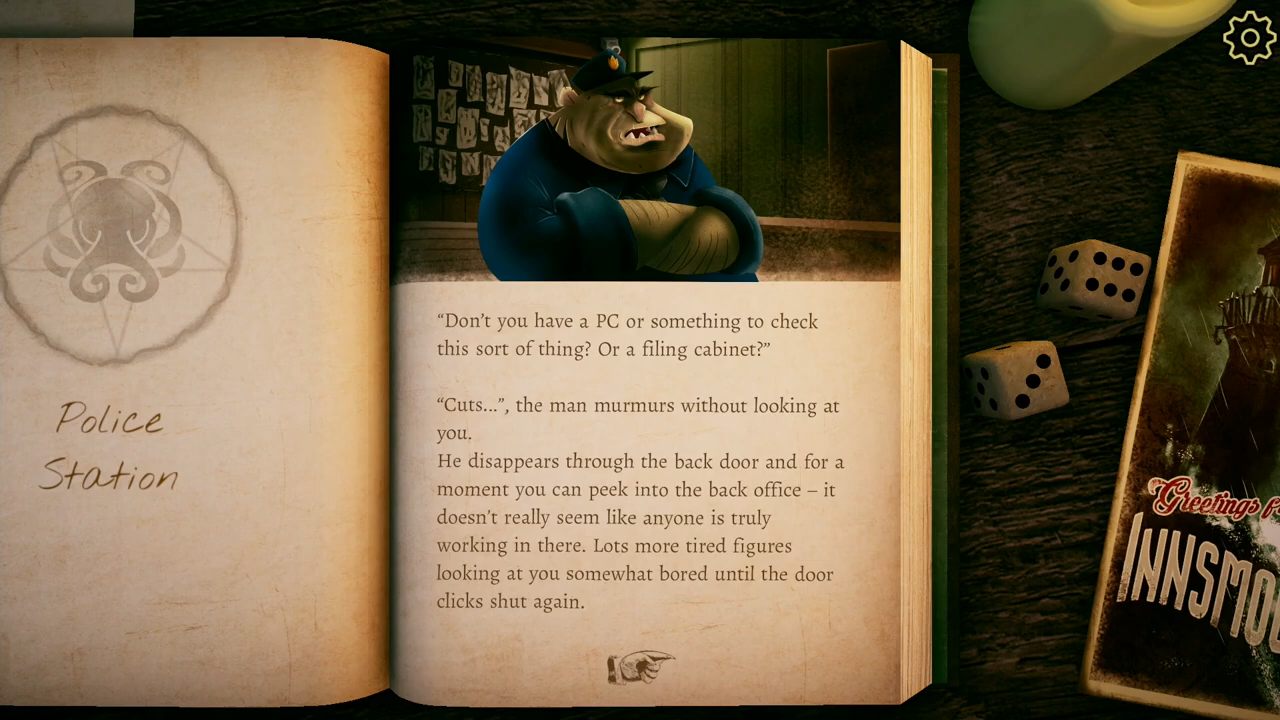 Police
Station
“Don’t you have a PC or something to check
this sort of thing? Or a filing cabinet?”
“Cuts...”, the man murmurs without looking at
you.
He disappears through the back door and for a
moment you can peek into the back office – it
doesn’t really seem like anyone is truly
working in there. Lots more tired figures
looking at you somewhat bored until the door
clicks shut again.
Greetings